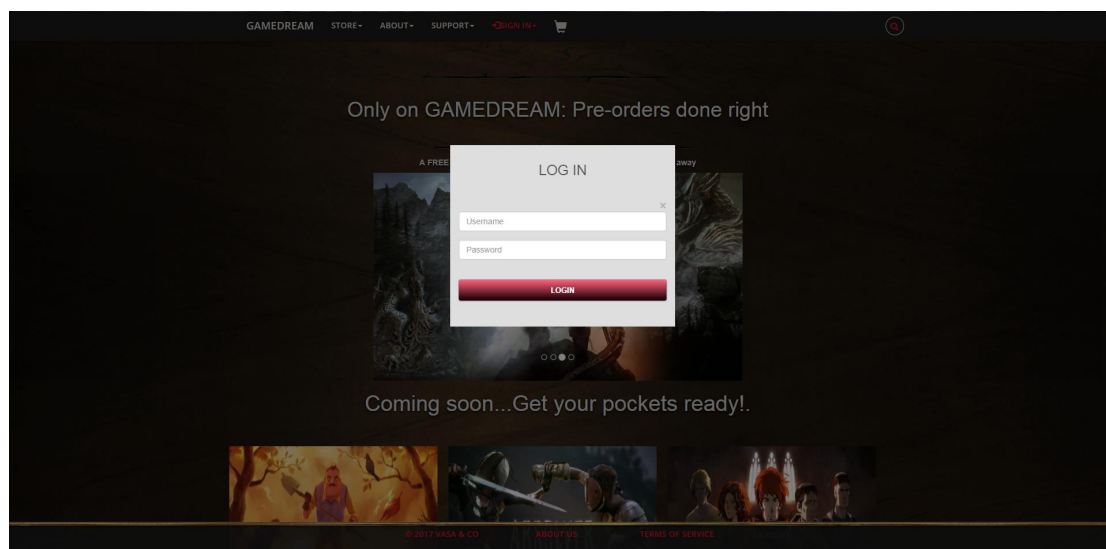 GAMEDREAM STORE ABOUT SUPPORT SIGN IN
Only on GAMEDREAM: Pre-orders done right
A FREE
away
LOG IN
×
Username
Password
LOGIN
Coming soon...Get your pockets ready!.
© 2017 VASA & CO ABOUT US TERMS OF SERVICE